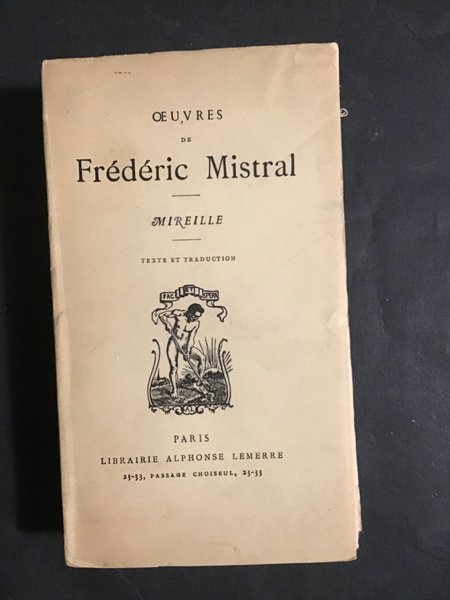 ŒUVRES
DE
Frédéric Mistral
MIREILLE
TEXTE ET TRADUCTION
FAC ET SPERA
AL
PARIS
LIBRAIRIE ALPHONSE LEMERRE
23-33, PASSAGE CHOISEUL, 23-33